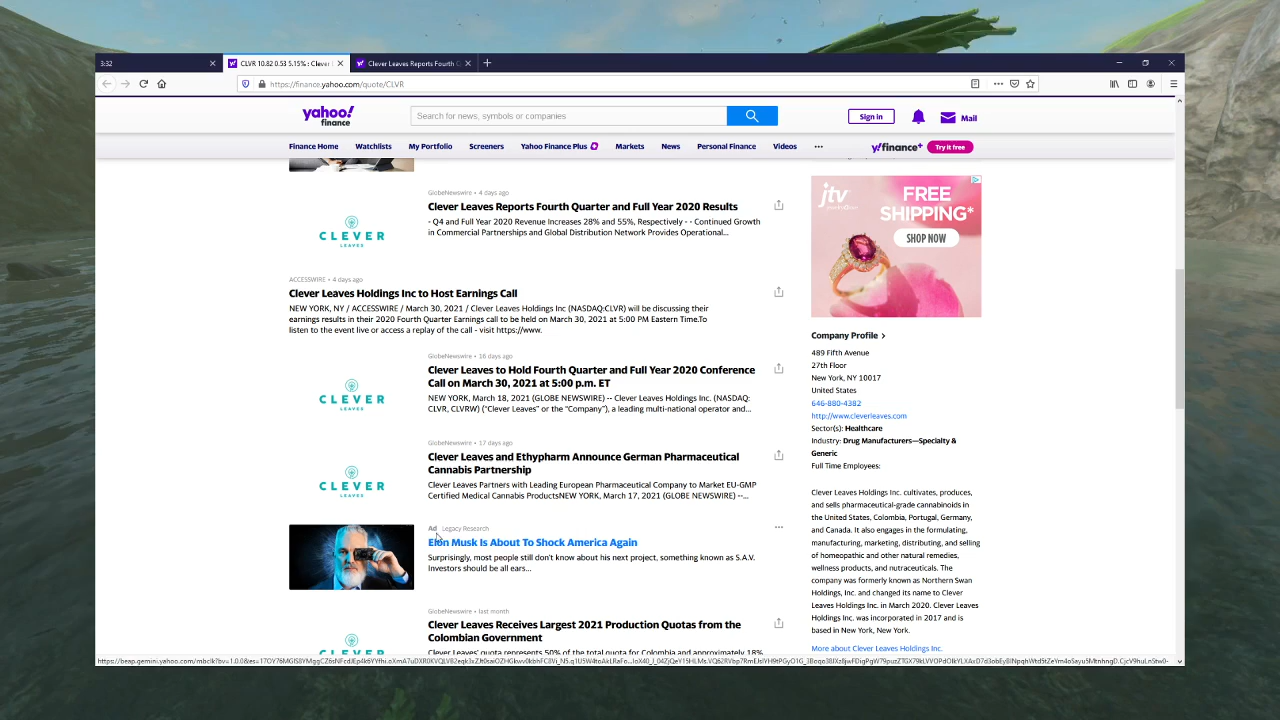 3:32
CLVR 10.82 0.53 5.15% : Clever
Clever Leaves Reports Fourth
https://finance.yahoo.com/quote/CLVR
yahoo!
finance
Search for news, symbols or companies
Sign in
Mail
Finance Home
Watchlists
My Portfolio
Screeners
Yahoo Finance Plus
Markets
News
Personal Finance
Videos
y!finance+
Try it free
GlobeNewswire • 4 days ago
Clever Leaves Reports Fourth Quarter and Full Year 2020 Results
- Q4 and Full Year 2020 Revenue Increases 28% and 55%, Respectively - - Continued Growth
in Commercial Partnerships and Global Distribution Network Provides Operational...
CLEVER
LEAVES
ACCESSWIRE • 4 days ago
Clever Leaves Holdings Inc to Host Earnings Call
NEW YORK, NY / ACCESSWIRE / March 30, 2021 / Clever Leaves Holdings Inc (NASDAQ:CLVR) will be discussing their
earnings results in their 2020 Fourth Quarter Earnings call to be held on March 30, 2021 at 5:00 PM Eastern Time.To
listen to the event live or access a replay of the call - visit https://www.
GlobeNewswire • 16 days ago
Clever Leaves to Hold Fourth Quarter and Full Year 2020 Conference
Call on March 30, 2021 at 5:00 p.m. ET
NEW YORK, March 18, 2021 (GLOBE NEWSWIRE) -- Clever Leaves Holdings Inc. (NASDAQ:
CLVR, CLVRW) ("Clever Leaves" or the "Company"), a leading multi-national operator and...
CLEVER
LEAVES
GlobeNewswire • 17 days ago
Clever Leaves and Ethypharm Announce German Pharmaceutical
Cannabis Partnership
Clever Leaves Partners with Leading European Pharmaceutical Company to Market EU-GMP
Certified Medical Cannabis ProductsNEW YORK, March 17, 2021 (GLOBE NEWSWIRE) --...
CLEVER
LEAVES
Ad Legacy Research
Elon Musk Is About To Shock America Again
Surprisingly, most people still don't know about his next project, something known as S.A.V.
Investors should be all ears...
GlobeNewswire • last month
Clever Leaves Receives Largest 2021 Production Quotas from the
Colombian Government
Clever Leaves' quota represents 50% of the total quota for Colombia and approximately 18%
CLEVER
jtv
FREE
SHIPPING*
SHOP NOW
Company Profile
489 Fifth Avenue
27th Floor
New York, NY 10017
United States
646-880-4382
http://www.cleverleaves.com
Sector(s): Healthcare
Industry: Drug Manufacturers—Specialty &
Generic
Full Time Employees:
Clever Leaves Holdings Inc. cultivates, produces,
and sells pharmaceutical-grade cannabinoids in
the United States, Colombia, Portugal, Germany,
and Canada. It also engages in the formulating,
manufacturing, marketing, distributing, and selling
of homeopathic and other natural remedies,
wellness products, and nutraceuticals. The
company was formerly known as Northern Swan
Holdings, Inc. and changed its name to Clever
Leaves Holdings Inc. in March 2020. Clever Leaves
Holdings Inc. was incorporated in 2017 and is
based in New York, New York.
More about Clever Leaves Holdings Inc.